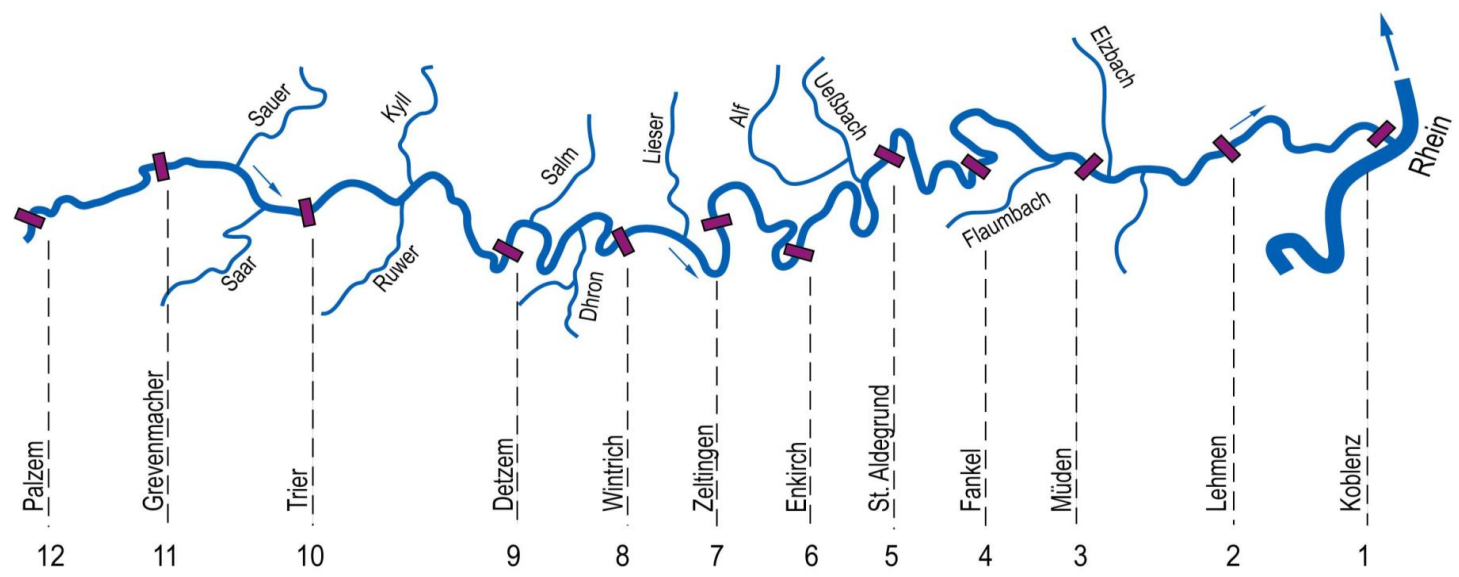 Sauer
Kyll
Salm
Lieser
Alf
Ueßbach
Elzbach
Rhein
Saar
Ruwer
Dhron
Flaumbach
Palzem
Grevenmacher
Trier
Detzem
Wintrich
Zeltingen
Enkirch
St. Aldegrund
Fankel
Müden
Lehmen
Koblenz
12 11 10 9 8 7 6 5 4 3 2 1